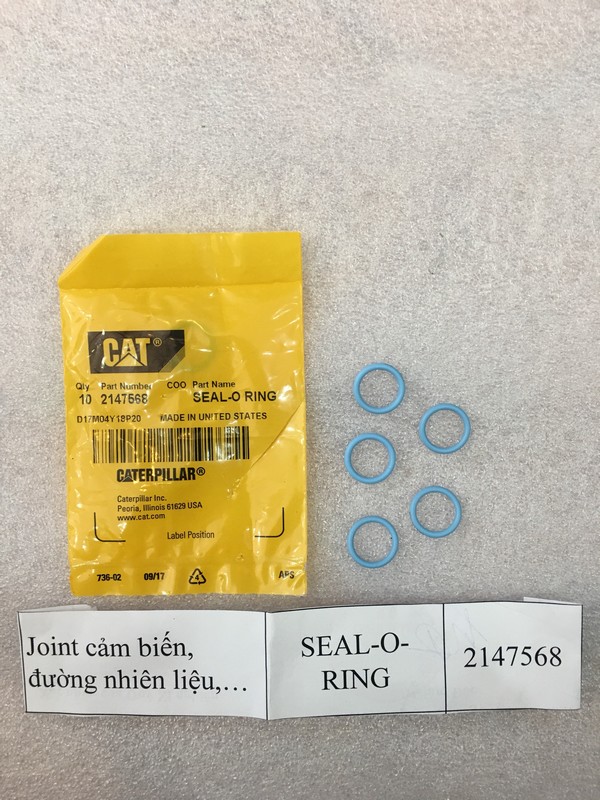 CAT®
Qty Part Number COO Part Name
10 2147568 SEAL-O RING
D17M04Y18P20 MADE IN UNITED STATES
CATERPILLAR®
Caterpillar Inc.
Peoria, Illinois 61629 USA
www.cat.com
Label Position
736-02 09/17 4 APS
Joint cảm biến,
đường nhiên liệu,...
SEAL-O-
RING
2147568